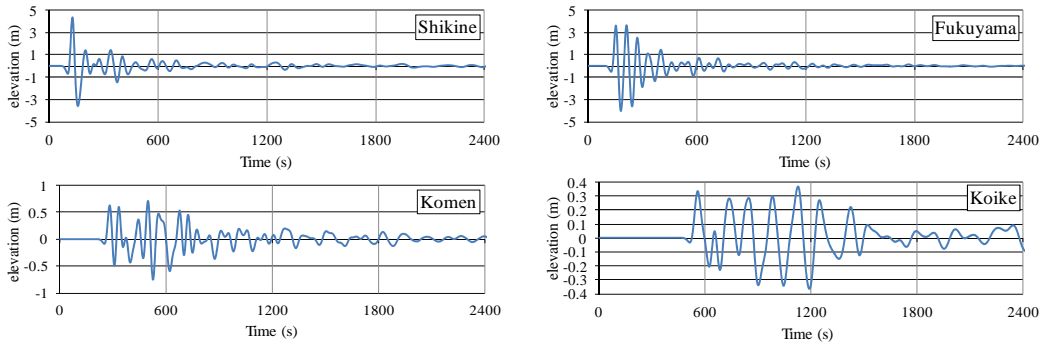 5
3
1
-1
-3
-5
elevation (m)
Shikine
0 600 1200 1800 2400
Time (s)
5
3
1
-1
-3
-5
elevation (m)
Fukuyama
0 600 1200 1800 2400
Time (s)
1
0.5
0
-0.5
-1
elevation (m)
Komen
0 600 1200 1800 2400
Time (s)
0.4
0.3
0.2
0.1
0
-0.1
-0.2
-0.3
-0.4
elevation (m)
Koike
0 600 1200 1800 2400
Time (s)